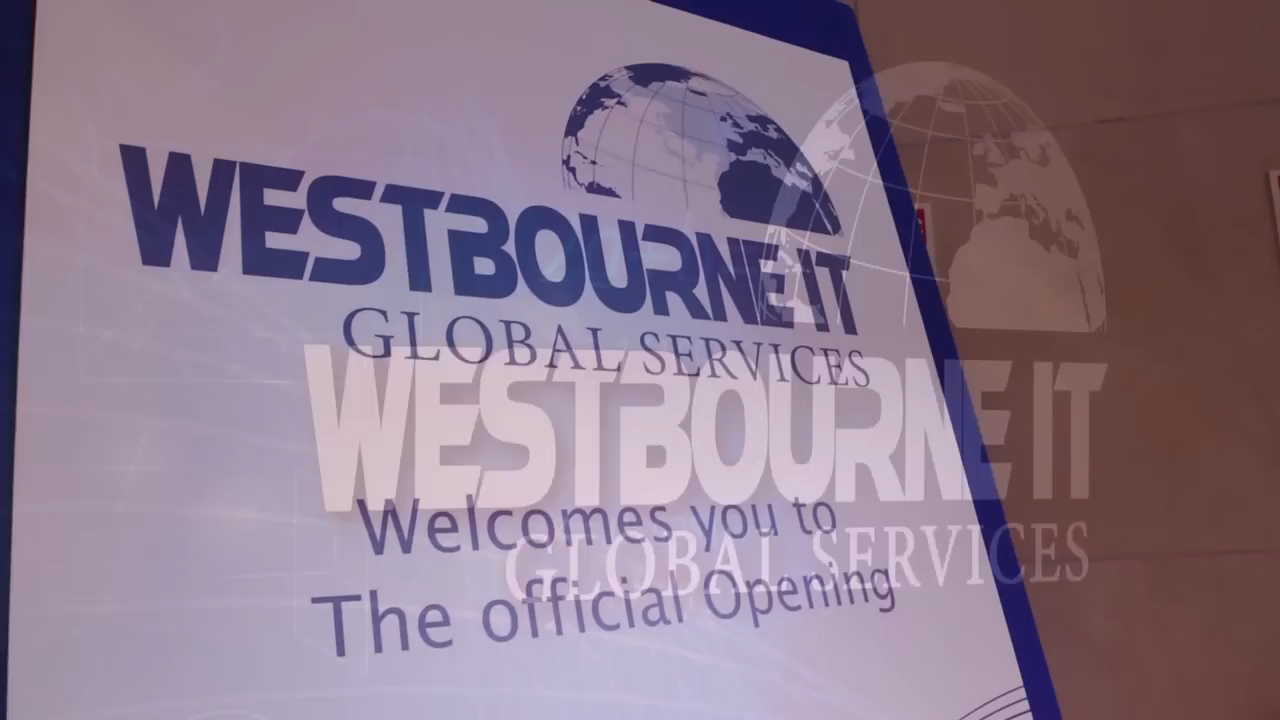 WESTBOURNE IT
GLOBAL SERVICES
WESTBOURNE IT
Welcomes you to
GLOBAL SERVICES
The official Opening